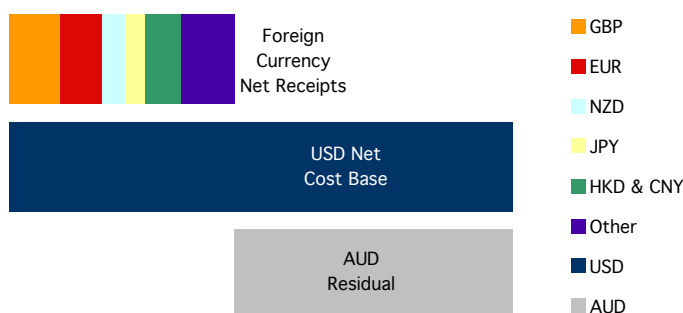 Foreign
Currency
Net Receipts
USD Net
Cost Base
AUD
Residual
GBP
EUR
NZD
JPY
HKD & CNY
Other
USD
AUD